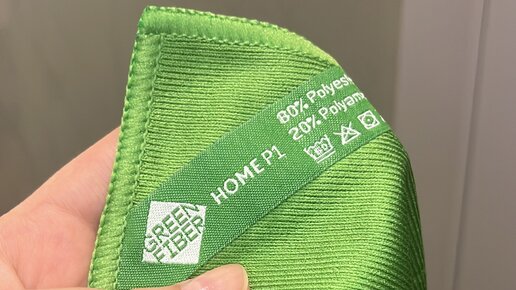 GREEN
FIBER
HOME P1
80% Polyest
20% Polyam